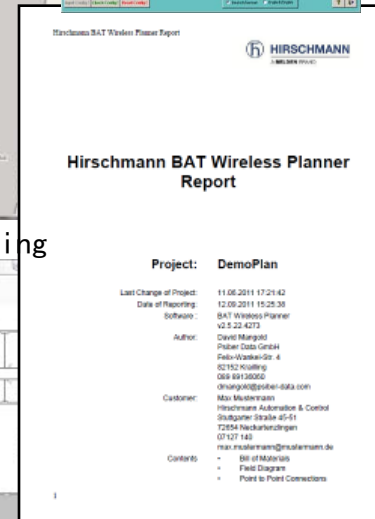 Hirschmann BAT Wireless Planner Report
HIRSCHMANN
A BELDEN BRAND
Hirschmann BAT Wireless Planner
Report
ing
Project: DemoPlan
Last Change of Project: 11.06.2011 17:21:42
Date of Reporting: 12.09.2011 15:25:38
Software : BAT Wireless Planner
v2.5.22.4273
Author: David Mangold
Psiber Data GmbH
Felix-Wankel-Str. 4
82152 Krailling
089 89136060
dmangold@psiber-data.com
Customer: Max Mustermann
Hirschmann Automation & Control
Stuttgarter Straße 45-51
72654 Neckartenzlingen
07127 140
max.mustermann@mustermann.de
Contents • Bill of Materials
• Field Diagram
• Point to Point Connections
1